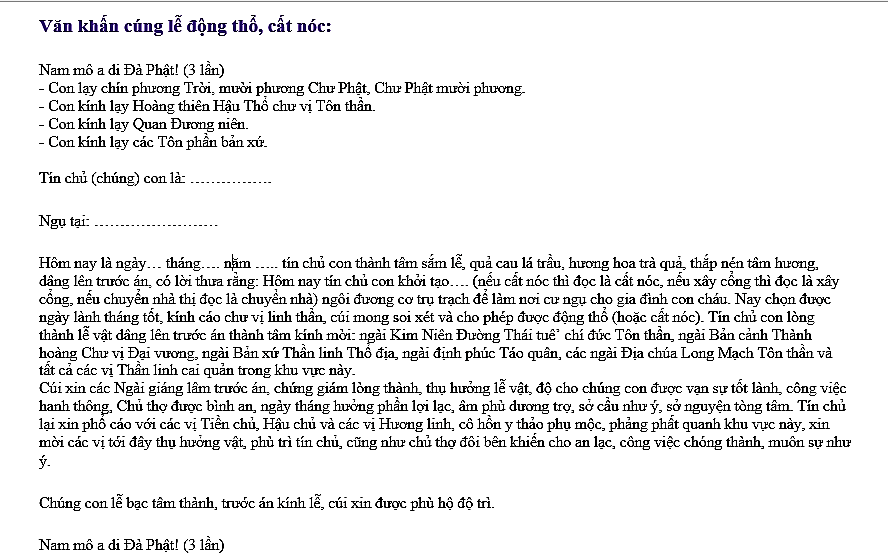 Văn khấn cúng lễ động thổ, cất nóc:
Nam mô a di Đà Phật! (3 lần)
- Con lạy chín phương Trời, mười phương Chư Phật, Chư Phật mười phương.
- Con kính lạy Hoàng thiên Hậu Thổ chư vị Tôn thần.
- Con kính lạy Quan Đương niên.
- Con kính lạy các Tôn phần bản xứ.
Tín chủ (chúng) con là: ................
Ngụ tại: ........................
Hôm nay là ngày... tháng.... năm ..... tín chủ con thành tâm sắm lễ, quả cau lá trầu, hương hoa trà quả, thắp nén tâm hương,
dâng lên trước án, có lời thưa rằng: Hôm nay tín chủ con khởi tạo.... (nếu cất nóc thì đọc là cất nóc, nếu xây cổng thì đọc là xây
cổng, nếu chuyển nhà thị đọc là chuyển nhà) ngôi đương cơ trụ trạch để làm nơi cư ngụ cho gia đình con cháu. Nay chọn được
ngày lành tháng tốt, kính cáo chư vị linh thần, cúi mong soi xét và cho phép được động thổ (hoặc cất nóc). Tín chủ con lòng
thành lễ vật dâng lên trước án thành tâm kính mời: ngài Kim Niên Đường Thái tuế' chí đức Tôn thần, ngài Bản cảnh Thành
hoàng Chư vị Đại vương, ngài Bản xứ Thần linh Thổ địa, ngài định phúc Táo quân, các ngài Địa chúa Long Mạch Tôn thần và
tất cả các vị Thần linh cai quản trong khu vực này.
Cúi xin các Ngài giáng lâm trước án, chứng giám lòng thành, thụ hưởng lễ vật, độ cho chúng con được vạn sự tốt lành, công việc
hanh thông, Chủ thợ được bình an, ngày tháng hưởng phần lợi lạc, âm phù dương trợ, sở cầu như ý, sở nguyện tòng tâm. Tín chủ
lại xin phổ cáo với các vị Tiền chủ, Hậu chủ và các vị Hương linh, cô hồn y thảo phụ mộc, phảng phất quanh khu vực này, xin
mời các vị tới đây thụ hưởng vật, phù trì tín chủ, cũng như chủ thợ đôi bên khiến cho an lạc, công việc chóng thành, muôn sự như
ý.
Chúng con lễ bạc tâm thành, trước án kính lễ, cúi xin được phù hộ độ trì.
Nam mô a di Đà Phật! (3 lần)